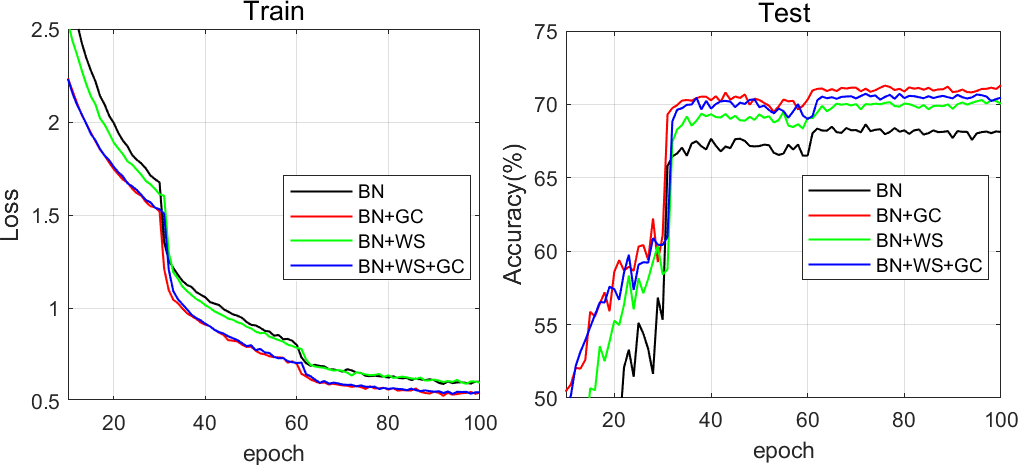 Train
Loss
2.5
2
1.5
1
0.5
20
40
60
80
100
epoch
BN
BN+GC
BN+WS
BN+WS+GC
Test
Accuracy(%)
75
70
65
60
55
50
20
40
60
80
100
epoch
BN
BN+GC
BN+WS
BN+WS+GC